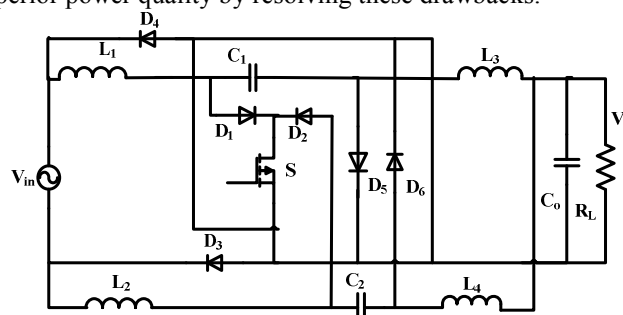 perior power quality by resolving these drawbacks.
D4
L1
C1
L3
D1
D2
V
S
Vin
D5
D6
Co
RL
D3
L2
C2
L4